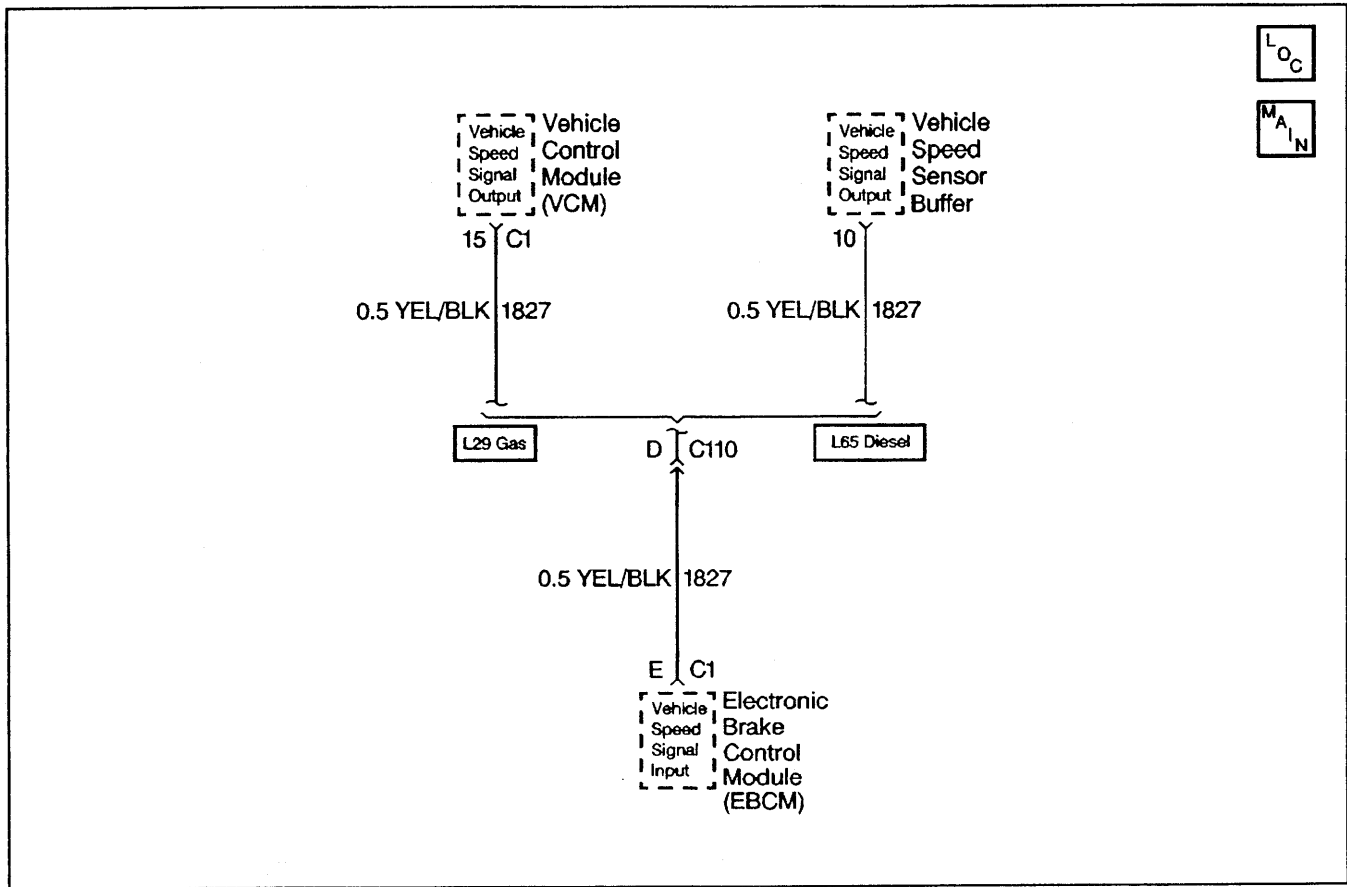 LOC
MAIN
Vehicle
Speed
Signal
Output
Vehicle
Control
Module
(VCM)
Vehicle
Speed
Signal
Output
Vehicle
Speed
Sensor
Buffer
15 C1
10
0.5 YEL/BLK 1827
0.5 YEL/BLK 1827
L29 Gas
D C110
L65 Diesel
0.5 YEL/BLK 1827
E C1
Vehicle
Speed
Signal
Input
Electronic
Brake
Control
Module
(EBCM)